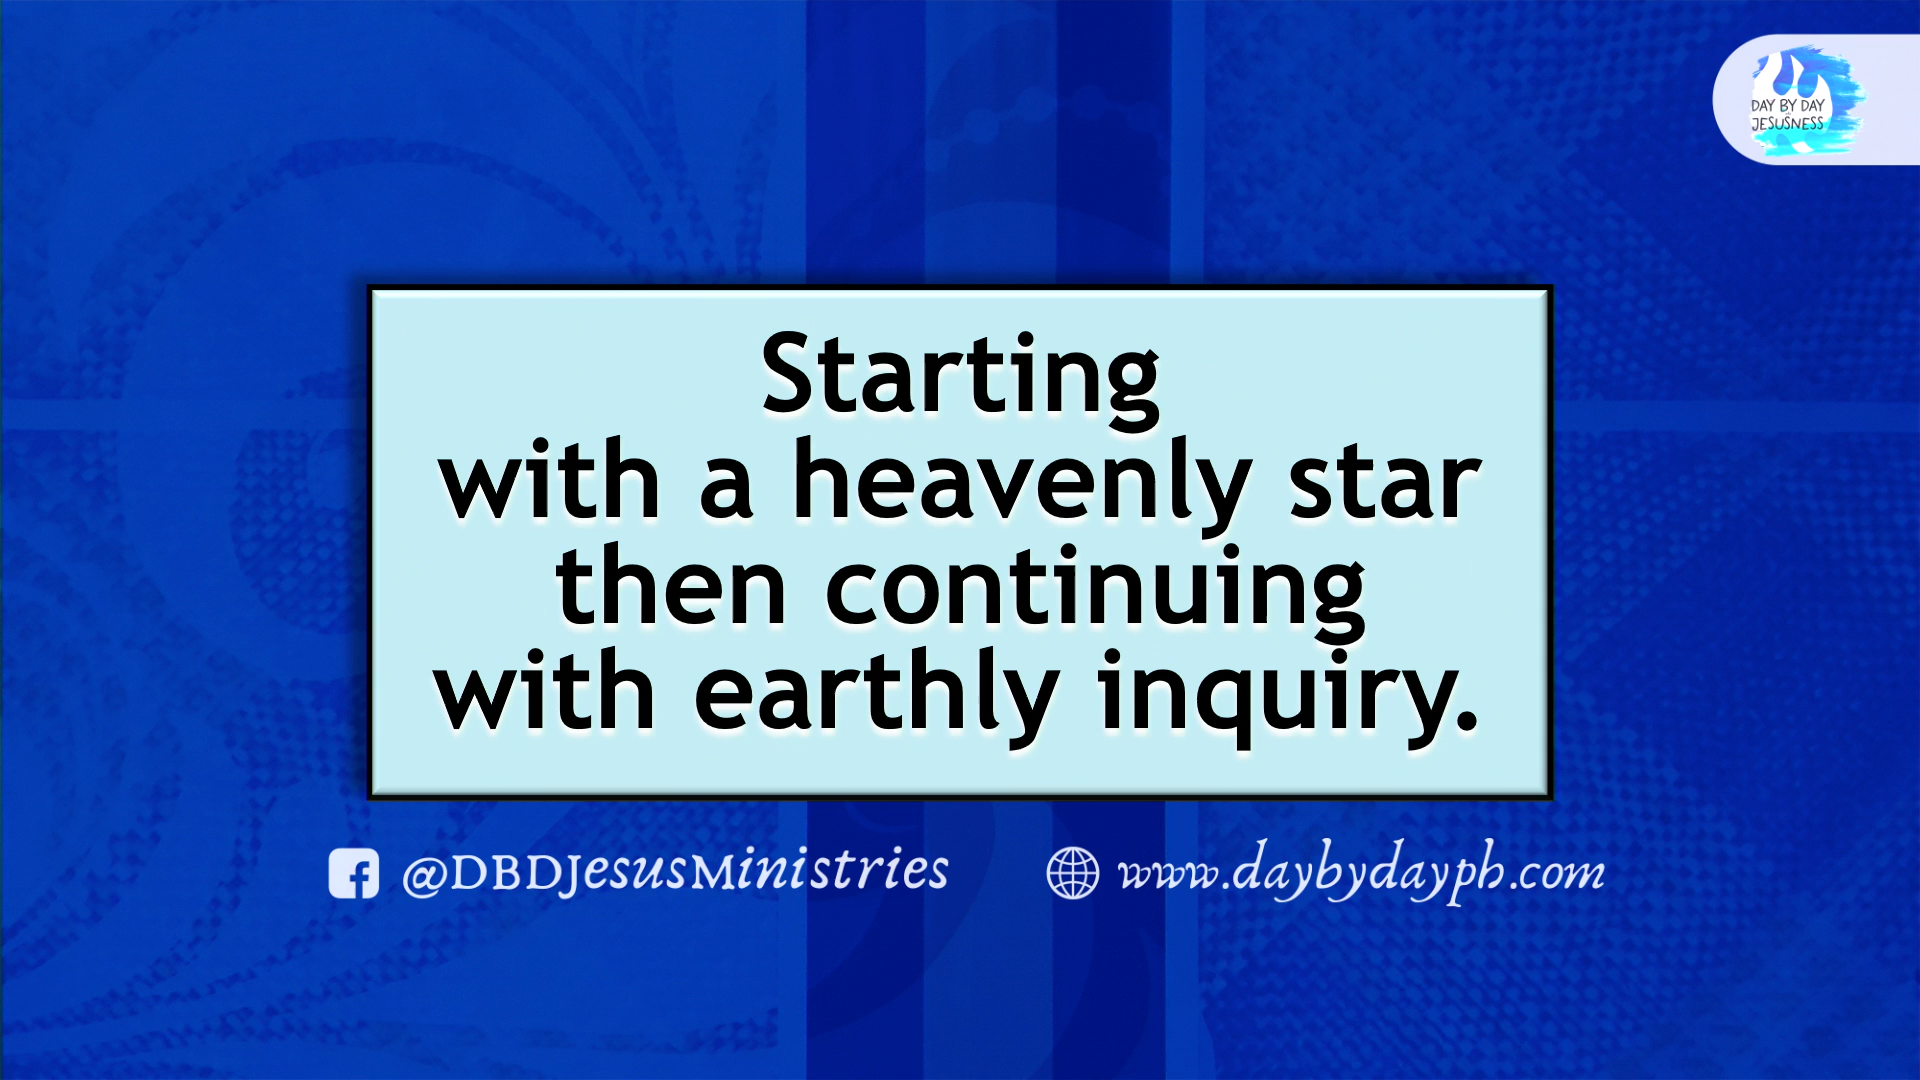 DAY BY DAY
JESUSNESS
Starting
with a heavenly star
then continuing
with earthly inquiry.
@DBDJesusMinistries
www.daybydayph.com